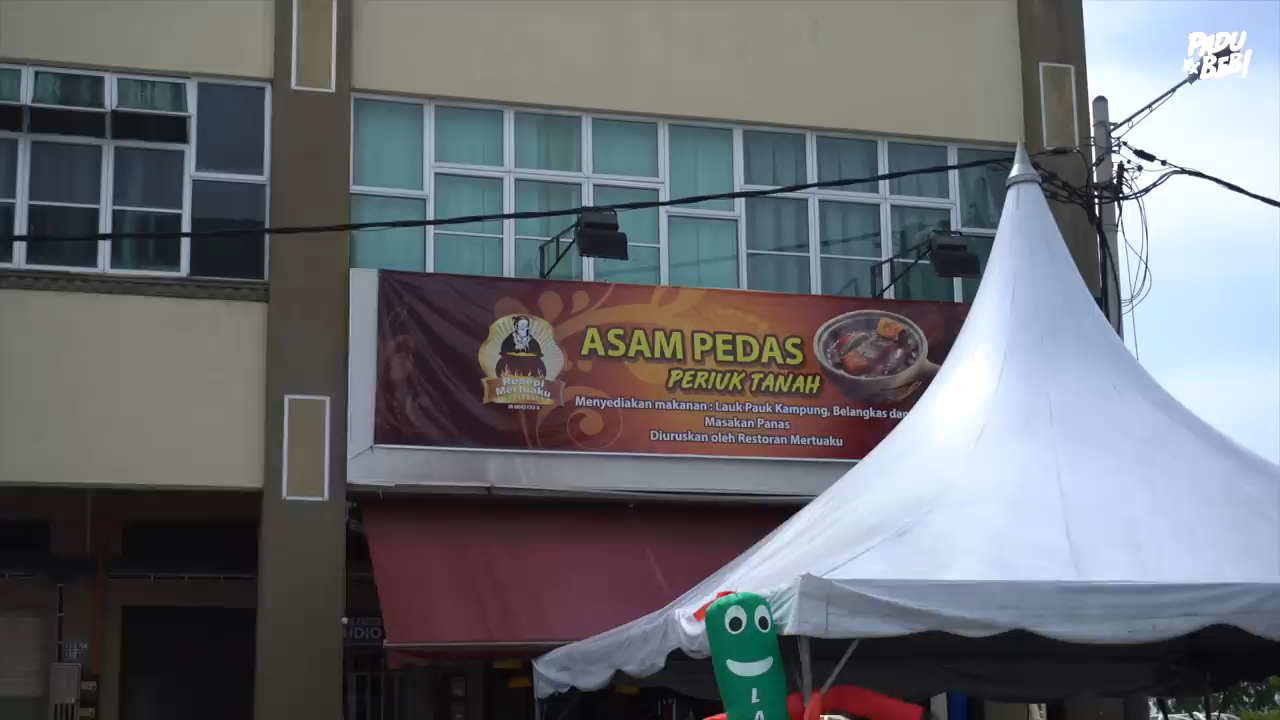 PADU
BEBI
ASAM PEDAS
PERIUK TANAH
Resepi
Mertuaku
Menyediakan makanan : Lauk Pauk Kampung, Belangkas dan
Masakan Panas
Diuruskan oleh Restoran Mertuaku
UDIO
L
A